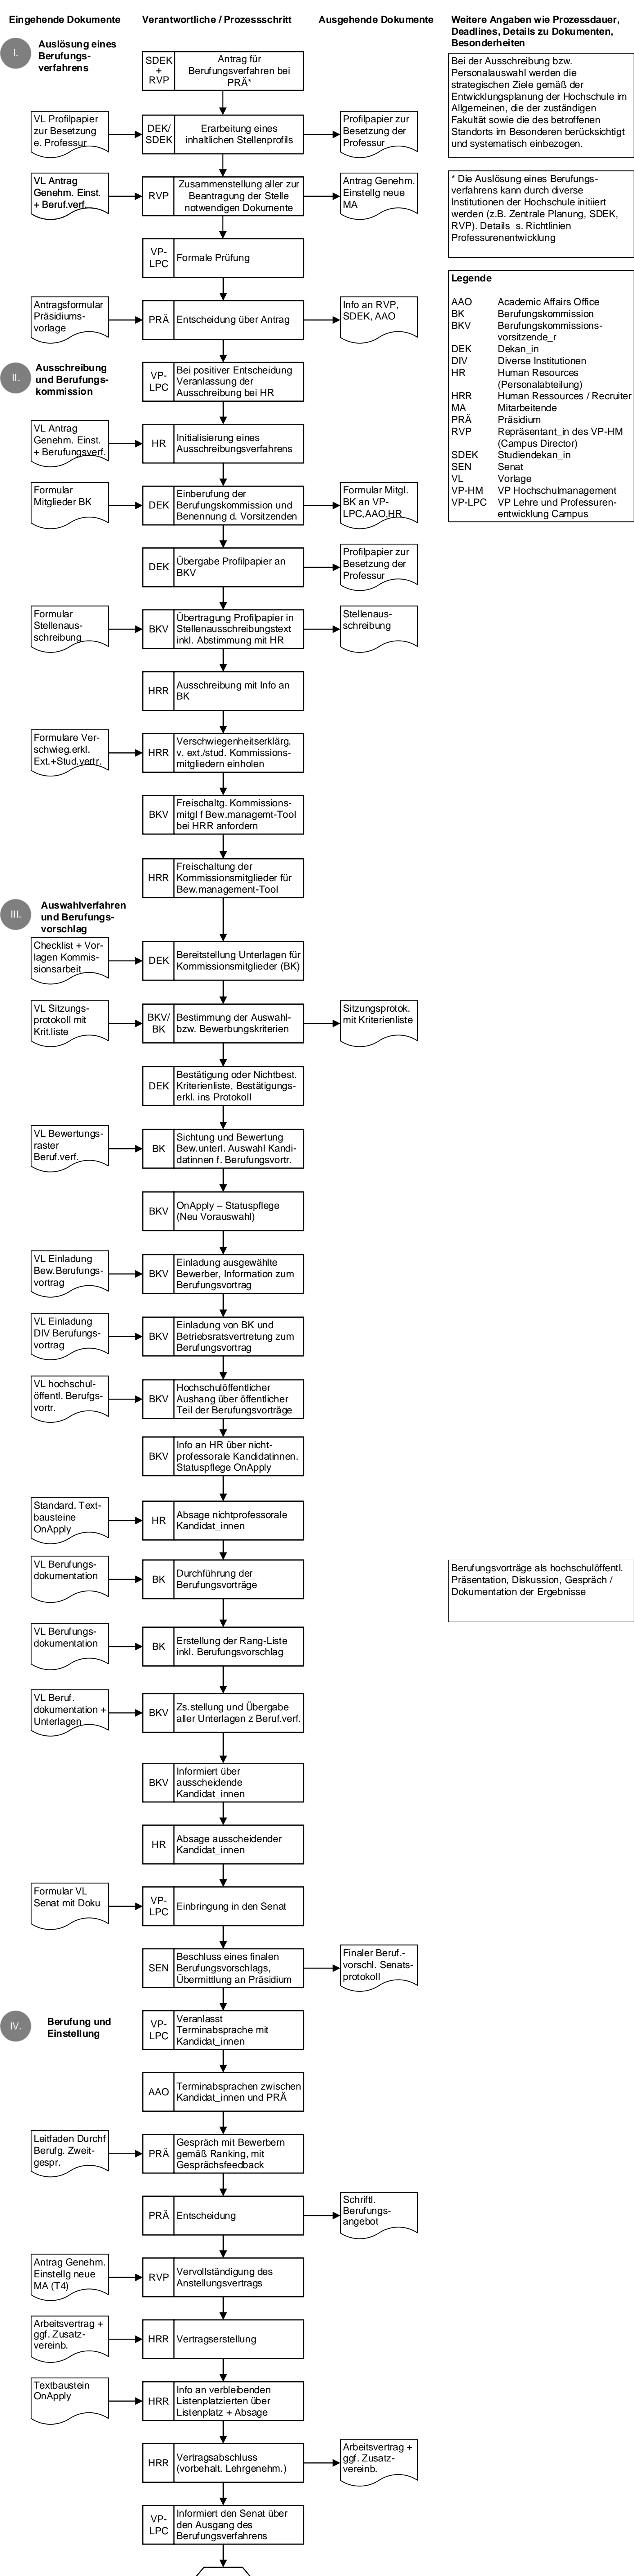 Eingehende Dokumente
Verantwortliche / Prozessschritt
Ausgehende Dokumente
Weitere Angaben wie Prozessdauer,
Deadlines, Details zu Dokumenten,
Besonderheiten
I.
Auslösung eines
Berufungs-
verfahrens
SDEK
+
RVP
Antrag für
Berufungsverfahren bei
PRÄ*
Bei der Ausschreibung bzw.
Personalauswahl werden die
strategischen Ziele gemäß der
Entwicklungsplanung der Hochschule im
Allgemeinen, die der zuständigen
Fakultät sowie die des betroffenen
Standorts im Besonderen berücksichtigt
und systematisch einbezogen.
VL Profilpapier
zur Besetzung
e. Professur
DEK/
SDEK
Erarbeitung eines
inhaltlichen Stellenprofils
Profilpapier zur
Besetzung der
Professur
VL Antrag
Genehm. Einst.
+ Beruf.verf.
RVP
Zusammenstellung aller zur
Beantragung der Stelle
notwendigen Dokumente
Antrag Genehm.
Einstellg neue
MA
* Die Auslösung eines Berufungs-
verfahrens kann durch diverse
Institutionen der Hochschule initiiert
werden (z.B. Zentrale Planung, SDEK,
RVP). Details s. Richtlinien
Professurenentwicklung
VP-
LPC
Formale Prüfung
Antragsformular
Präsidiums-
vorlage
PRÄ
Entscheidung über Antrag
Info an RVP,
SDEK, AAO
Legende
AAO Academic Affairs Office
BK Berufungskommission
BKV Berufungskommissions-
vorsitzende_r
DEK Dekan_in
DIV Diverse Institutionen
HR Human Resources
(Personalabteilung)
HRR Human Ressources / Recruiter
MA Mitarbeitende
PRÄ Präsidium
RVP Repräsentant_in des VP-HM
(Campus Director)
SDEK Studiendekan_in
SEN Senat
VL Vorlage
VP-HM VP Hochschulmanagement
VP-LPC VP Lehre und Professuren-
entwicklung Campus
II.
Ausschreibung
und Berufungs-
kommission
VP-
LPC
Bei positiver Entscheidung
Veranlassung der
Ausschreibung bei HR
VL Antrag
Genehm. Einst.
+ Berufungsverf.
HR
Initialisierung eines
Ausschreibungsverfahrens
Formular
Mitglieder BK
DEK
Einberufung der
Berufungskommission und
Benennung d. Vorsitzenden
Formular Mitgl.
BK an VP-
LPC,AAO,HR
DEK
Übergabe Profilpapier an
BKV
Profilpapier zur
Besetzung der
Professur
Formular
Stellenaus-
schreibung
BKV
Übertragung Profilpapier in
Stellenausschreibungstext
inkl. Abstimmung mit HR
Stellenaus-
schreibung
HRR
Ausschreibung mit Info an
BK
Formulare Ver-
schwieg.erkl.
Ext.+Stud.vertr.
HRR
Verschwiegenheitserklärg.
v. ext./stud. Kommissions-
mitgliedern einholen
BKV
Freischaltg. Kommissions-
mitgl f Bew.managemt-Tool
bei HRR anfordern
HRR
Freischaltung der
Kommissionsmitglieder für
Bew.management-Tool
III.
Auswahlverfahren
und Berufungs-
vorschlag
Checklist + Vor-
lagen Kommis-
sionsarbeit
DEK
Bereitstellung Unterlagen für
Kommissionsmitglieder (BK)
VL Sitzungs-
protokoll mit
Krit.liste
BKV/
BK
Bestimmung der Auswahl-
bzw. Bewerbungskriterien
Sitzungsprotok.
mit Kriterienliste
DEK
Bestätigung oder Nichtbest.
Kriterienliste, Bestätigungs-
erkl. ins Protokoll
VL Bewertungs-
raster
Beruf.verf.
BK
Sichtung und Bewertung
Bew.unterl. Auswahl Kandi-
datinnen f. Berufungsvortr.
BKV
OnApply – Statuspflege
(Neu Vorauswahl)
VL Einladung
Bew.Berufungs-
vortrag
BKV
Einladung ausgewählte
Bewerber, Information zum
Berufungsvortrag
VL Einladung
DIV Berufungs-
vortrag
BKV
Einladung von BK und
Betriebsratsvertretung zum
Berufungsvortrag
VL hochschul-
öffentl. Berufgs-
vortr.
BKV
Hochschulöffentlicher
Aushang über öffentlicher
Teil der Berufungsvorträge
BKV
Info an HR über nicht-
professorale Kandidatinnen.
Statuspflege OnApply
Standard. Text-
bausteine
OnApply
HR
Absage nichtprofessorale
Kandidat_innen
VL Berufungs-
dokumentation
BK
Durchführung der
Berufungsvorträge
Berufungsvorträge als hochschulöffentl.
Präsentation, Diskussion, Gespräch /
Dokumentation der Ergebnisse
VL Berufungs-
dokumentation
BK
Erstellung der Rang-Liste
inkl. Berufungsvorschlag
VL Beruf.
dokumentation +
Unterlagen
BKV
Zs.stellung und Übergabe
aller Unterlagen z Beruf.verf.
BKV
Informiert über
ausscheidende
Kandidat_innen
HR
Absage ausscheidender
Kandidat_innen
Formular VL
Senat mit Doku
VP-
LPC
Einbringung in den Senat
SEN
Beschluss eines finalen
Berufungsvorschlags,
Übermittlung an Präsidium
Finaler Beruf.-
vorschl. Senats-
protokoll
IV.
Berufung und
Einstellung
VP-
LPC
Veranlasst
Terminabsprache mit
Kandidat_innen
AAO
Terminabsprachen zwischen
Kandidat_innen und PRÄ
Leitfaden Durchf
Berufg. Zweit-
gespr.
PRÄ
Gespräch mit Bewerbern
gemäß Ranking, mit
Gesprächsfeedback
PRÄ
Entscheidung
Schriftl.
Berufungs-
angebot
Antrag Genehm.
Einstellg neue
MA (T4)
RVP
Vervollständigung des
Anstellungsvertrags
Arbeitsvertrag +
ggf. Zusatz-
vereinb.
HRR
Vertragserstellung
Textbaustein
OnApply
HRR
Info an verbleibenden
Listenplatzierten über
Listenplatz + Absage
HRR
Vertragsabschluss
(vorbehalt. Lehrgenehm.)
Arbeitsvertrag +
ggf. Zusatz-
vereinb.
VP-
LPC
Informiert den Senat über
den Ausgang des
Berufungsverfahrens